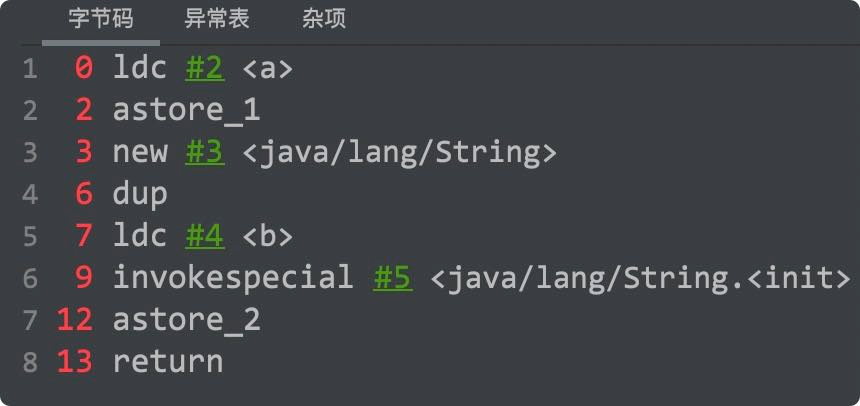 字节码 异常表 杂项
1 0 ldc #2 <a>
2 2 astore_1
3 3 new #3 <java/lang/String>
4 6 dup
5 7 ldc #4 <b>
6 9 invokespecial #5 <java/lang/String.<init>
7 12 astore_2
8 13 return